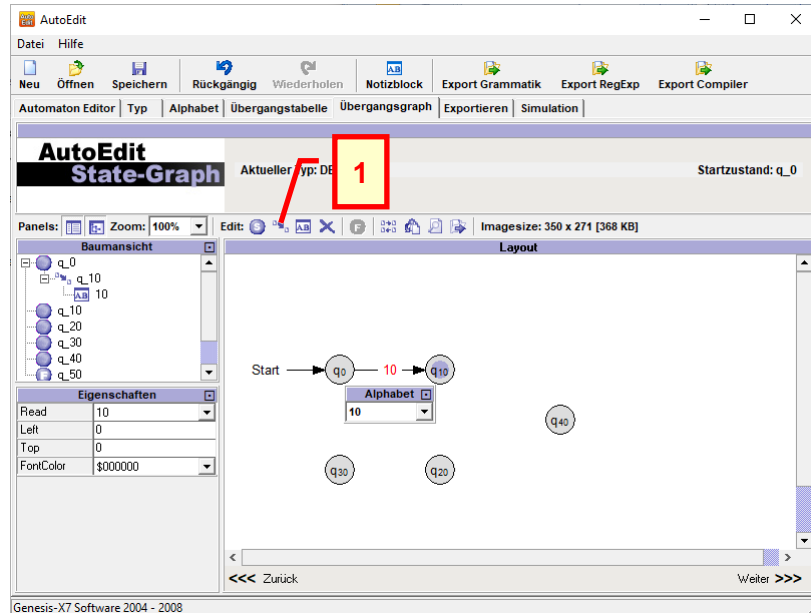 AutoEdit
Datei Hilfe
Neu Öffnen Speichern Rückgängig Wiederholen Notizblock Export Grammatik Export RegExp Export Compiler
Automaton Editor Typ Alphabet Übergangstabelle Übergangsgraph Exportieren Simulation
AutoEdit
State-Graph
Aktueller Typ: DE
1
Startzustand: q_0
Panels: Zoom: 100% Edit: S AB F Imagesize: 350 x 271 [368 KB]
Baumansicht
q_0
q_10
AB 10
q_10
q_20
q_30
q_40
F q_50
Eigenschaften
Read 10
Left 0
Top 0
FontColor $000000
Layout
Start q0 10 q10
Alphabet
10
q40
q30 q20
<<< Zurück Weiter >>>
Genesis-X7 Software 2004 - 2008